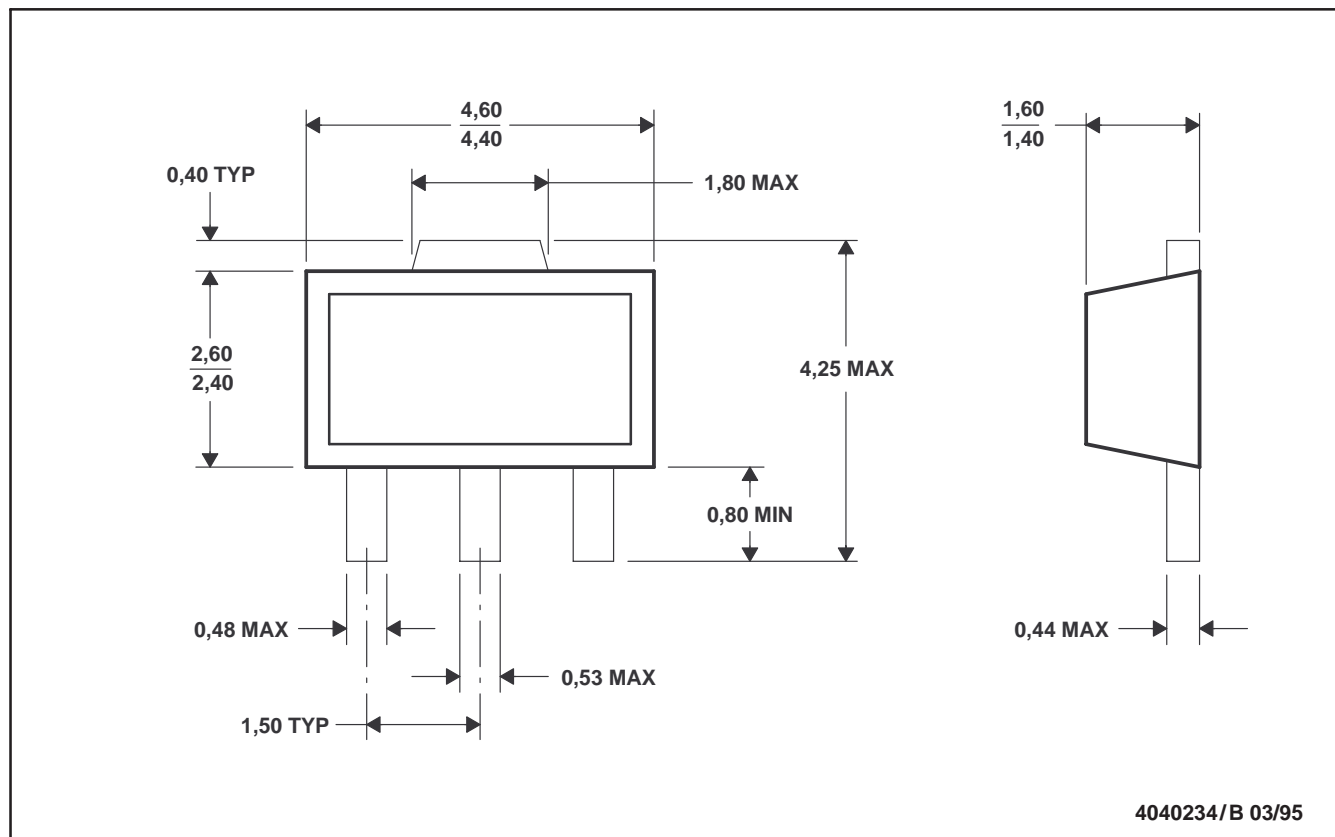 4,60
4,40
1,60
1,40
0,40 TYP
1,80 MAX
2,60
2,40
4,25 MAX
0,80 MIN
0,48 MAX
0,44 MAX
0,53 MAX
1,50 TYP
4040234/B 03/95